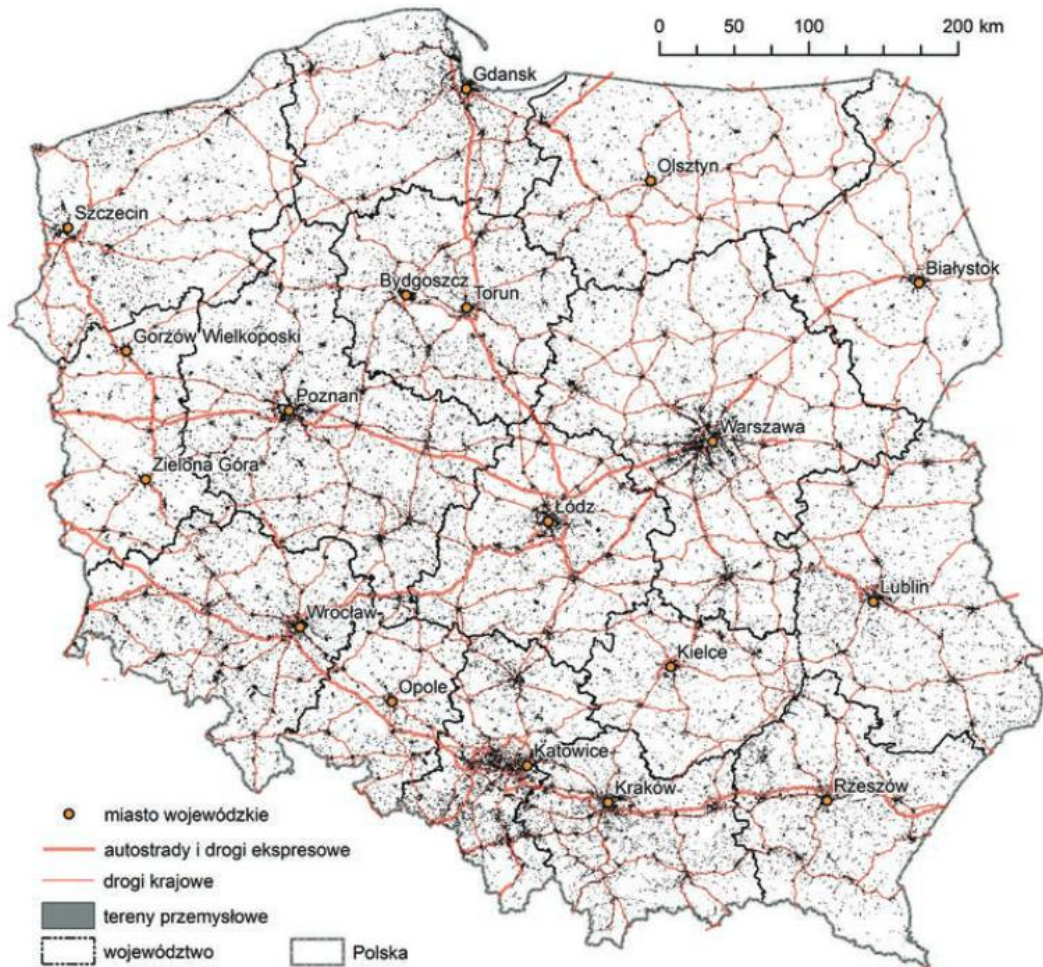 0 50 100 200 km
Gdansk
Olsztyn
Szczecin
Białystok
Bydgoszcz
Torun
Gorzów Wielkoposki
Poznan
Warszawa
Zielona Góra
Łódz
Lublin
Wrocław
Kielce
Opole
Katowice
Kraków
Rzeszów
miasto wojewódzkie
autostrady i drogi ekspresowe
drogi krajowe
tereny przemysłowe
województwo
Polska